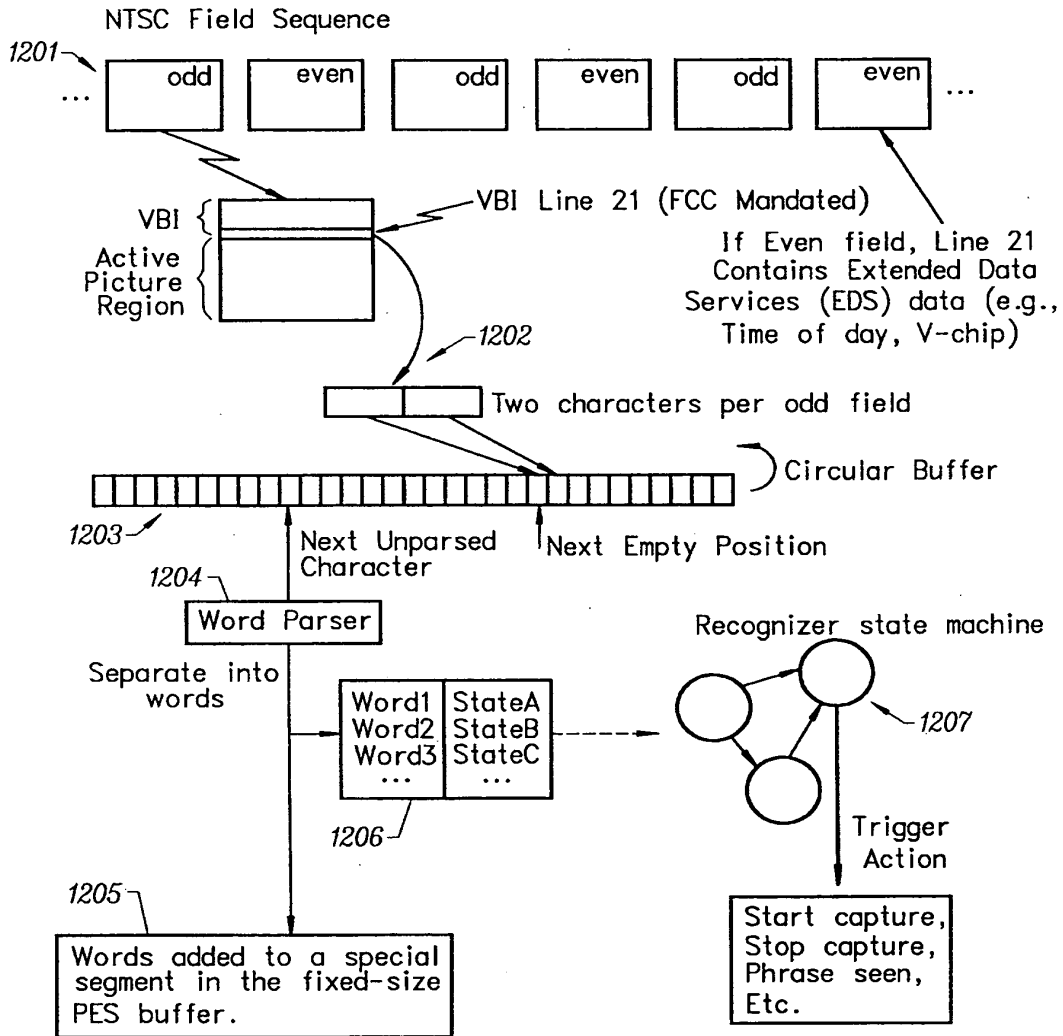 NTSC Field Sequence
1201
... odd even odd even odd even ...
VBI
VBI Line 21 (FCC Mandated)
Active
Picture
Region
If Even field, Line 21
Contains Extended Data
Services (EDS) data (e.g.,
Time of day, V-chip)
1202
Two characters per odd field
Circular Buffer
1203
Next Unparsed
Character
Next Empty Position
1204
Word Parser
Separate into
words
Recognizer state machine
Word1 StateA
Word2 StateB
Word3 StateC
... ...
1206
1207
Trigger
Action
1205
Words added to a special
segment in the fixed-size
PES buffer.
Start capture,
Stop capture,
Phrase seen,
Etc.